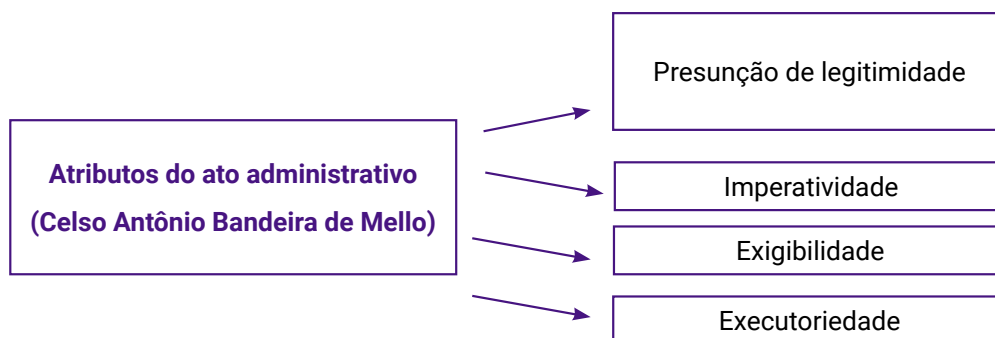 Atributos do ato administrativo
(Celso Antônio Bandeira de Mello)
Presunção de legitimidade
Imperatividade
Exigibilidade
Executoriedade